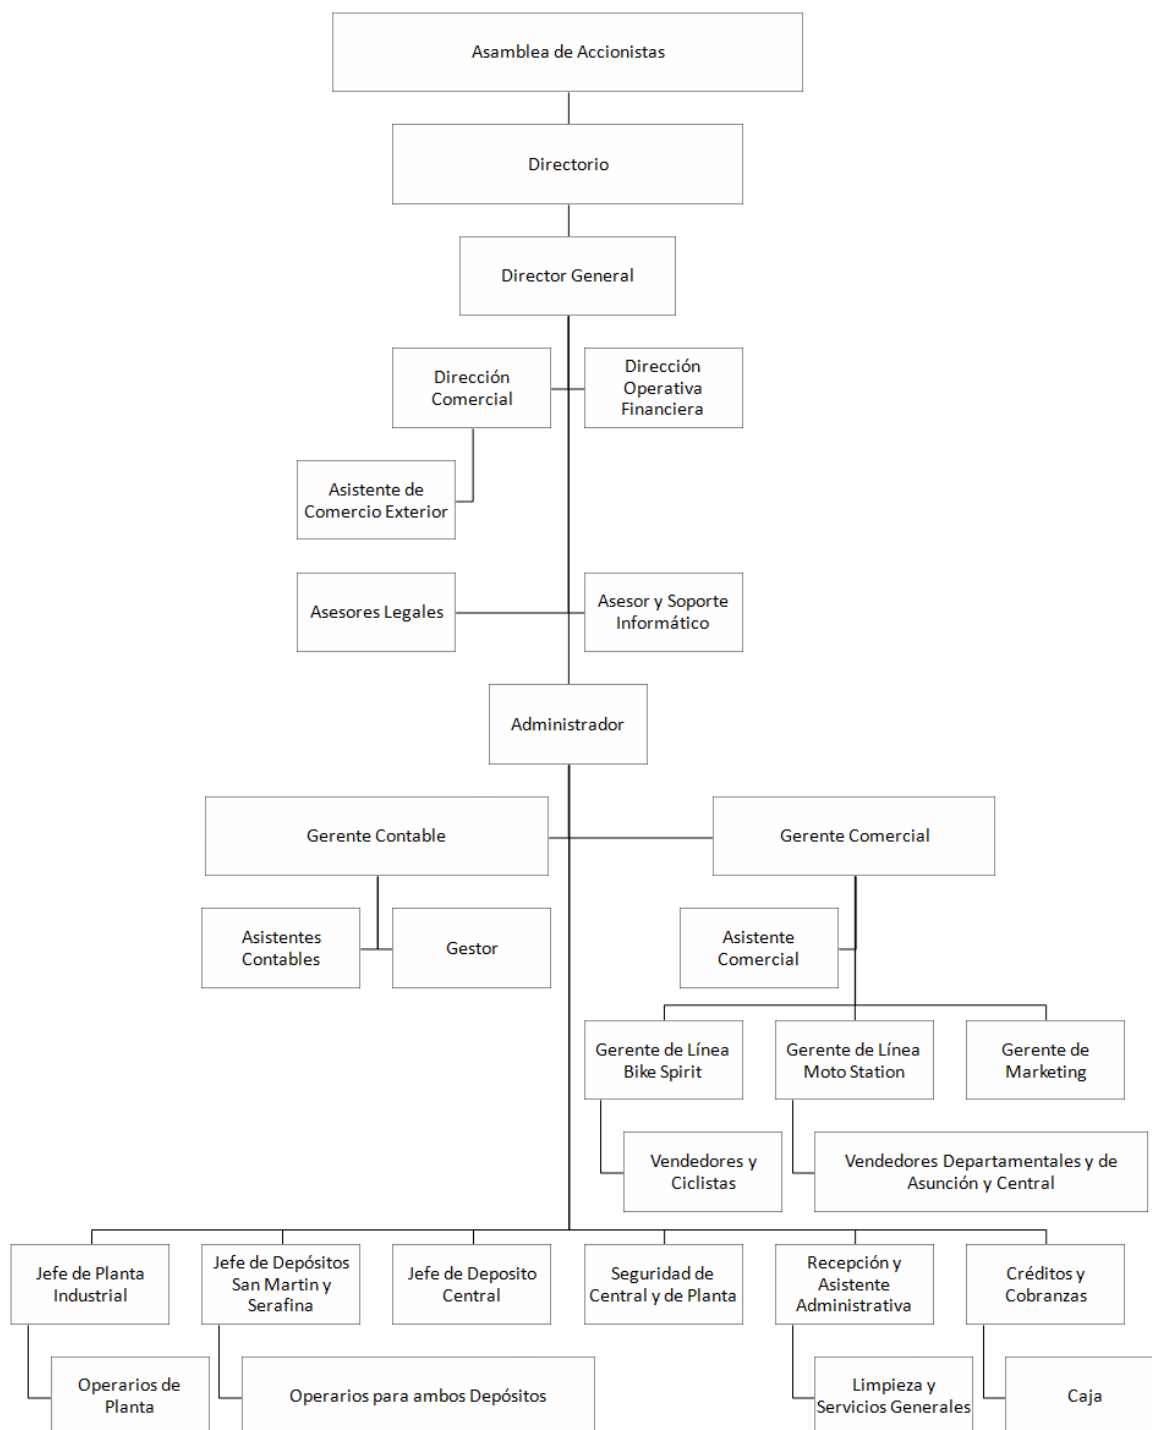 Asamblea de Accionistas
Directorio
Director General
Dirección
Comercial
Dirección
Operativa
Financiera
Asistente de
Comercio Exterior
Asesores Legales
Asesor y Soporte
Informático
Administrador
Gerente Contable
Gerente Comercial
Asistentes
Contables
Gestor
Asistente
Comercial
Gerente de Línea
Bike Spirit
Gerente de Línea
Moto Station
Gerente de
Marketing
Vendedores y
Ciclistas
Vendedores Departamentales y de
Asunción y Central
Jefe de Planta
Industrial
Jefe de Depósitos
San Martin y
Serafina
Jefe de Deposito
Central
Seguridad de
Central y de Planta
Recepción y
Asistente
Administrativa
Créditos y
Cobranzas
Operarios de
Planta
Operarios para ambos Depósitos
Limpieza y
Servicios Generales
Caja